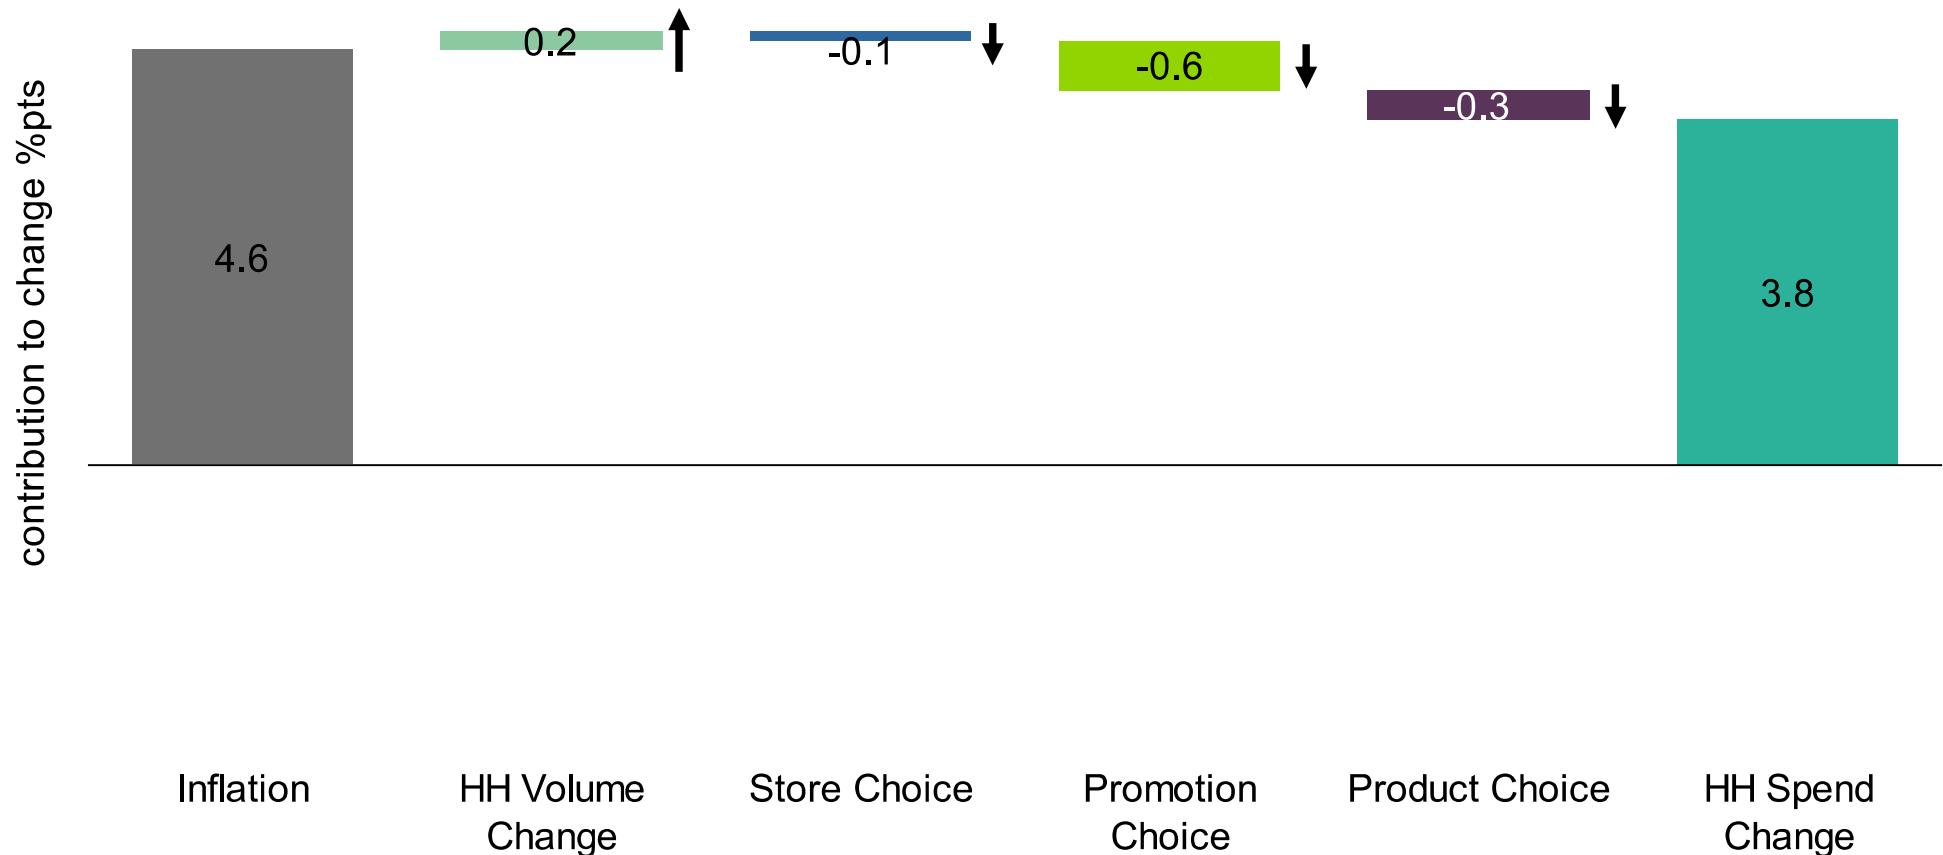 contribution to change %pts
4.6
0.2
-0.1
-0.6
-0.3
3.8
Inflation
HH Volume
Change
Store Choice
Promotion
Choice
Product Choice
HH Spend
Change